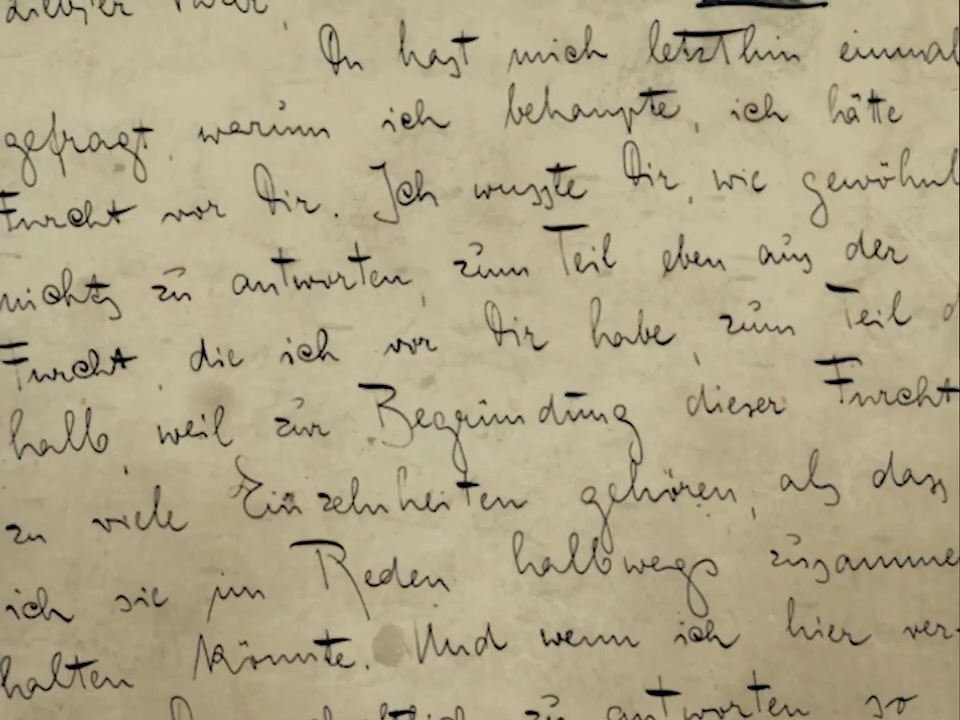 Du hast mich letzthin einmal
gefragt, warum ich behaupte, ich hätte
Furcht vor Dir. Ich wusste Dir, wie gewöhnl
nichts zu antworten, zum Teil eben aus der
Furcht, die ich vor Dir habe, zum Teil d
halb, weil zur Begründung dieser Furcht
zu viele Einzelnheiten gehören, als dass
ich sie im Reden halbwegs zusamme
halten könnte. Und wenn ich hier ver-
zu antworten so